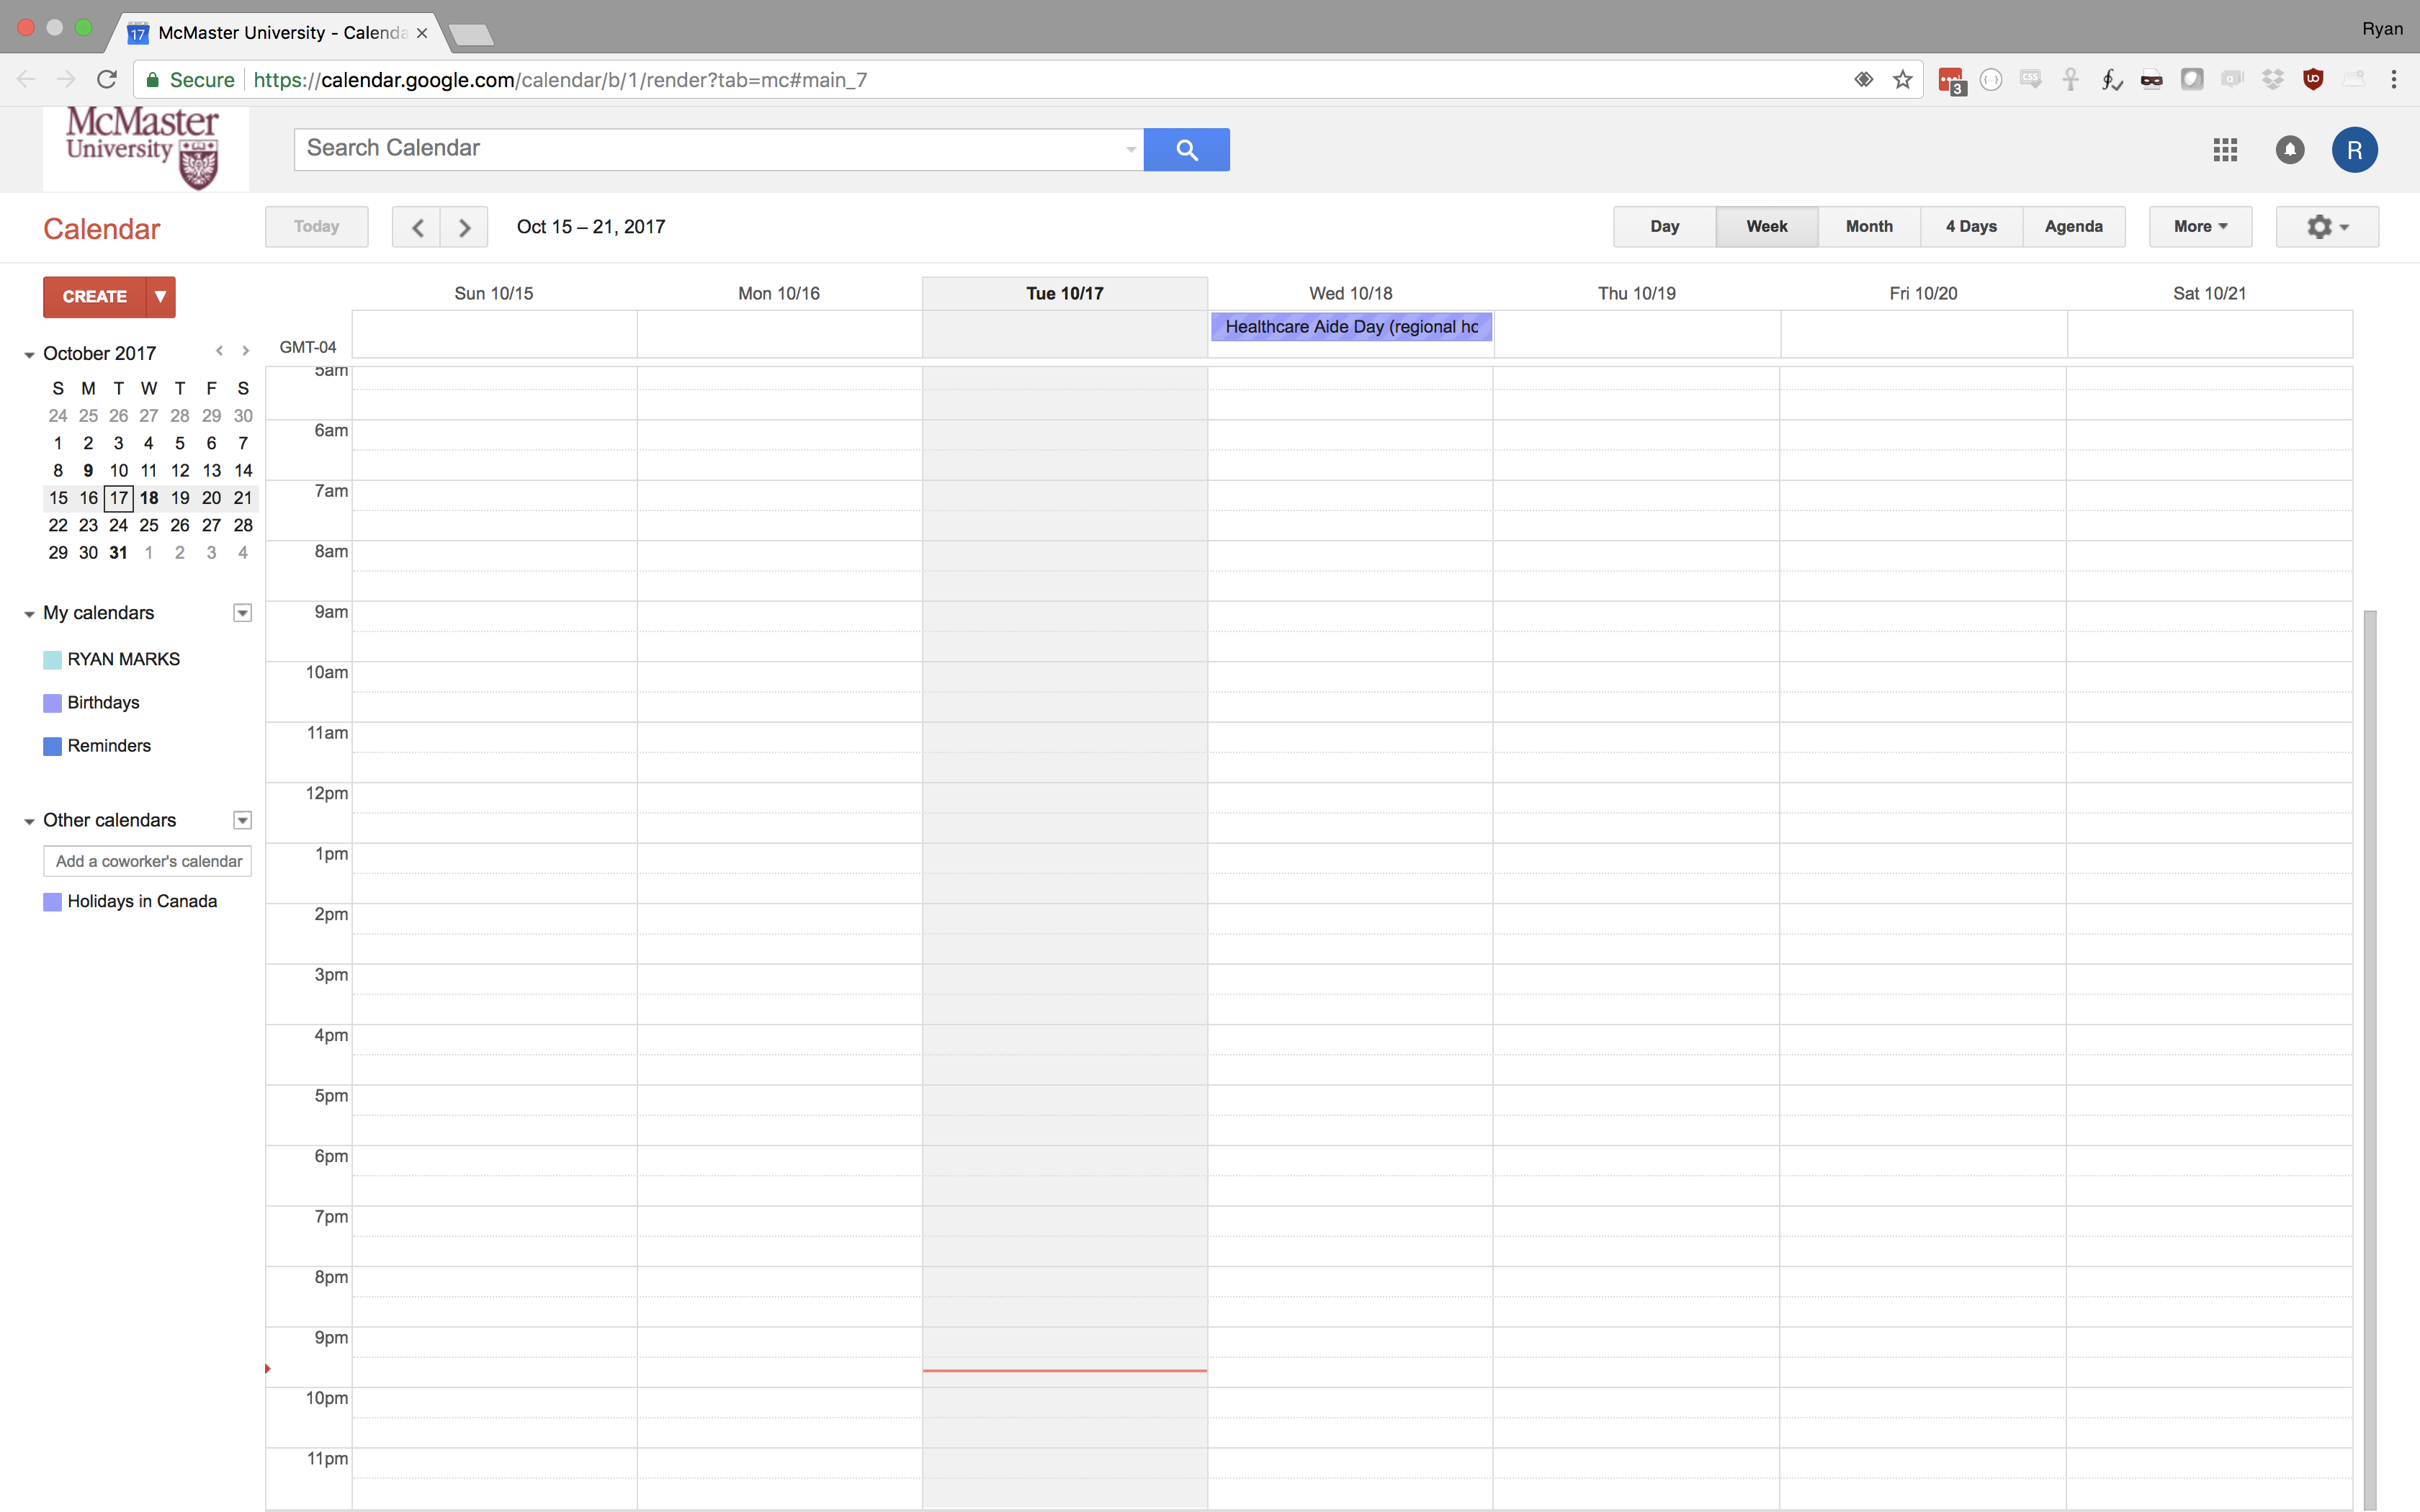 McMaster University - Calenda
Ryan
Secure https://calendar.google.com/calendar/b/1/render?tab=mc#main_7
3
McMaster
University
Search Calendar
R
Calendar
Today
Oct 15 – 21, 2017
Day Week Month 4 Days Agenda More
CREATE
Sun 10/15 Mon 10/16 Tue 10/17 Wed 10/18 Thu 10/19 Fri 10/20 Sat 10/21
GMT-04
Healthcare Aide Day (regional ho
October 2017
S M T W T F S
24 25 26 27 28 29 30
1 2 3 4 5 6 7
8 9 10 11 12 13 14
15 16 17 18 19 20 21
22 23 24 25 26 27 28
29 30 31 1 2 3 4
My calendars
RYAN MARKS
Birthdays
Reminders
Other calendars
Add a coworker's calendar
Holidays in Canada
5am
6am
7am
8am
9am
10am
11am
12pm
1pm
2pm
3pm
4pm
5pm
6pm
7pm
8pm
9pm
10pm
11pm